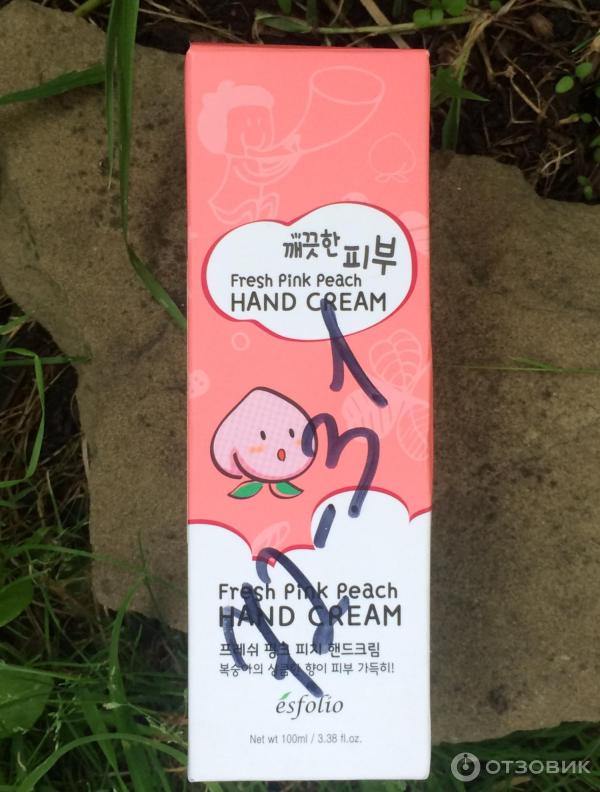 깨끗한 피부
Fresh Pink Peach
HAND CREAM
Fresh Pink Peach
HAND CREAM
프레쉬 핑크 피치 핸드크림
복숭아의 상큼한 향이 피부 가득히!
ésfolio
Net wt 100ml / 3.38 fl.oz.
ОТЗОВИК